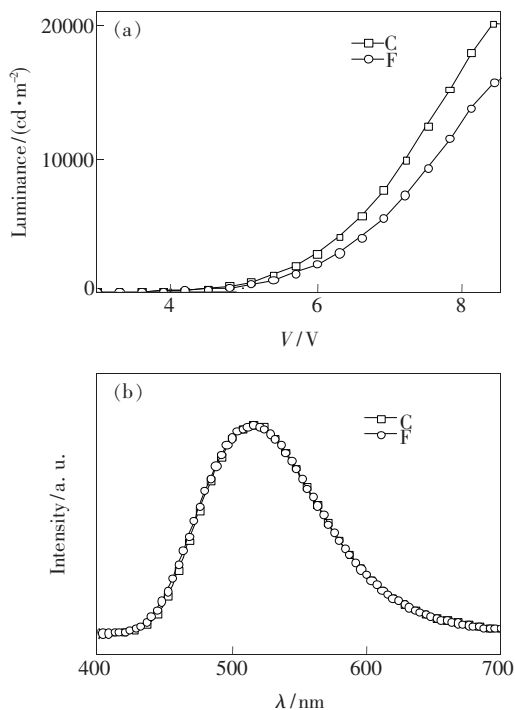 (a)
C
F
20000
10000
0
Luminance/(cd·m⁻²)
4 6 8
V/V
(b)
C
F
Intensity/a. u.
400 500 600 700
λ/nm